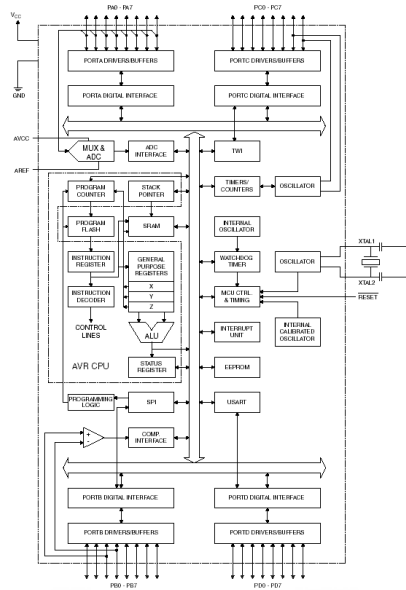 PA0 - PA7
PC0 - PC7
VCC
PORTA DRIVERS/BUFFERS
PORTC DRIVERS/BUFFERS
GND
PORTA DIGITAL INTERFACE
PORTC DIGITAL INTERFACE
AVCC
MUX &
ADC
ADC
INTERFACE
TWI
AREF
PROGRAM
COUNTER
STACK
POINTER
TIMERS/
COUNTERS
OSCILLATOR
PROGRAM
FLASH
SRAM
INTERNAL
OSCILLATOR
XTAL1
INSTRUCTION
REGISTER
GENERAL
PURPOSE
REGISTERS
WATCHDOG
TIMER
OSCILLATOR
X
XTAL2
INSTRUCTION
DECODER
Y
MCU CTRL
& TIMING
RESET
Z
CONTROL
LINES
ALU
INTERRUPT
UNIT
INTERNAL
CALIBRATED
OSCILLATOR
AVR CPU
STATUS
REGISTER
EEPROM
PROGRAMMING
LOGIC
SPI
USART
+
-
COMP.
INTERFACE
PORTB DIGITAL INTERFACE
PORTD DIGITAL INTERFACE
PORTB DRIVERS/BUFFERS
PORTD DRIVERS/BUFFERS
PB0 - PB7
PD0 - PD7